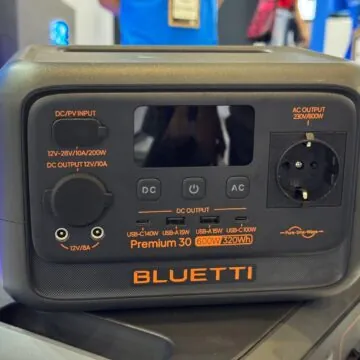 DC/PV INPUT
12V-28V/10A/200W
DC OUTPUT 12V/10A
12V/8A
DC
AC
AC OUTPUT
230V/600W
Pure Sine Wave
DC OUTPUT
USB-C 140W USB-A 15W USB-A 15W USB-C 100W
Premium 30 600W 320Wh
BLUETTI